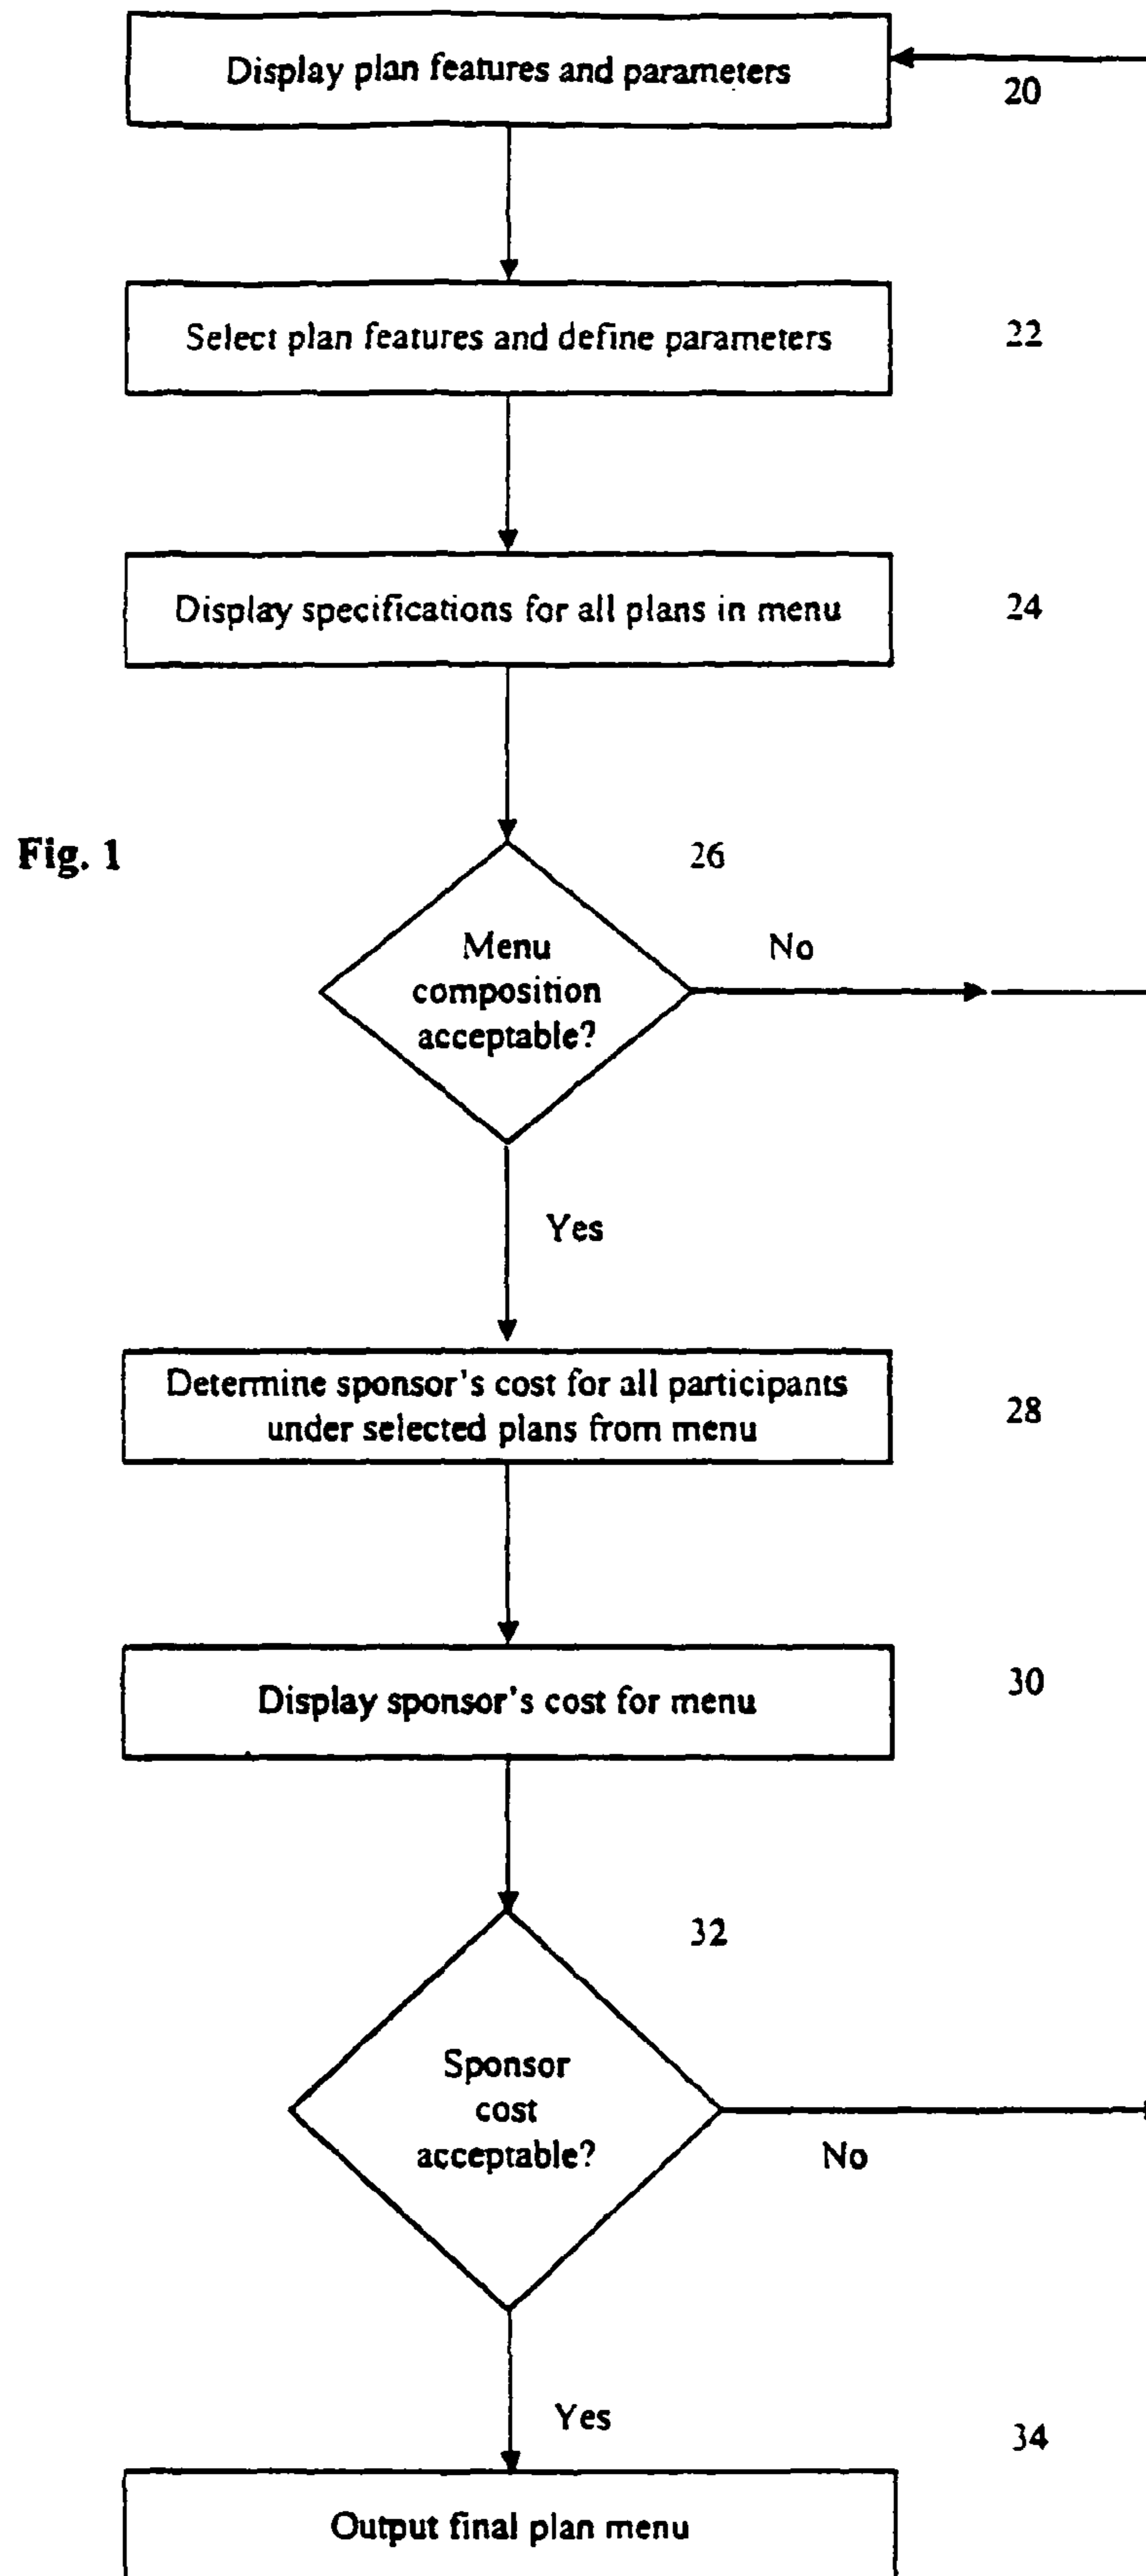 Display plan features and parameters
20
Select plan features and define parameters
22
Display specifications for all plans in menu
24
Fig. 1
26
Menu
composition
acceptable?
No
Yes
Determine sponsor's cost for all participants
under selected plans from menu
28
Display sponsor's cost for menu
30
32
Sponsor
cost
acceptable?
No
Yes
34
Output final plan menu